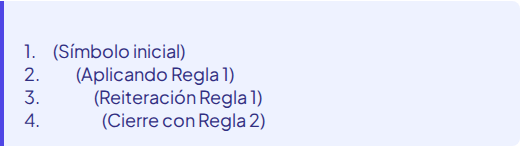 1. (Símbolo inicial)
2. (Aplicando Regla 1)
3. (Reiteración Regla 1)
4. (Cierre con Regla 2)